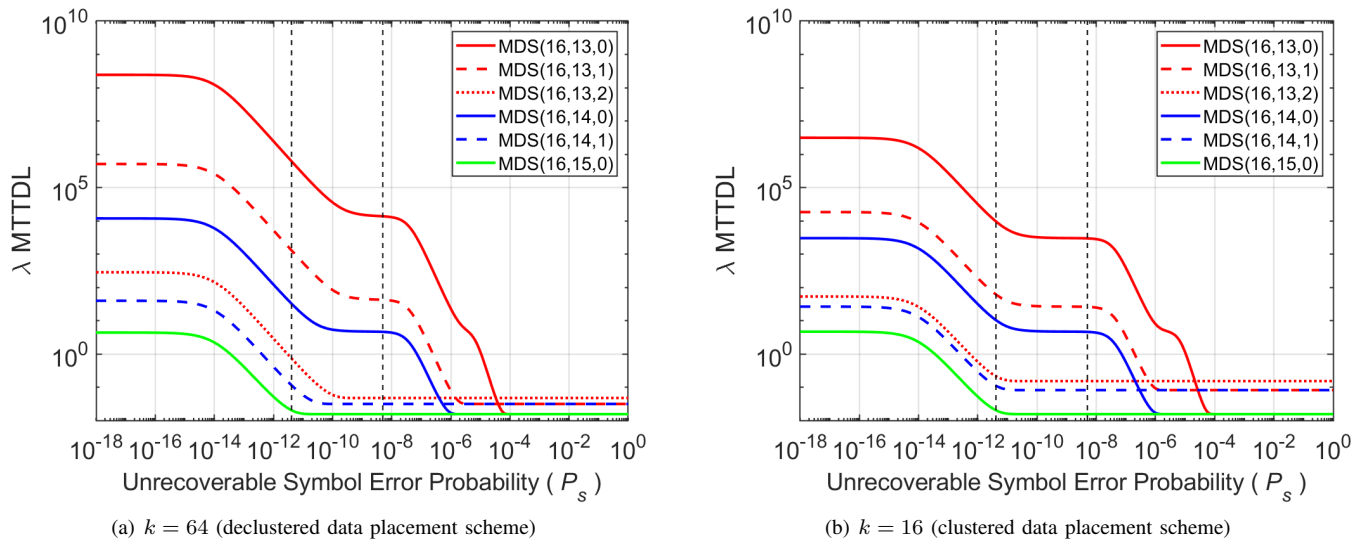 10^10
10^5
10^0
λ MTTDL
MDS(16,13,0)
MDS(16,13,1)
MDS(16,13,2)
MDS(16,14,0)
MDS(16,14,1)
MDS(16,15,0)
10^-18 10^-16 10^-14 10^-12 10^-10 10^-8 10^-6 10^-4 10^-2 10^0
Unrecoverable Symbol Error Probability ( P_s )
(a) k = 64 (declustered data placement scheme)
10^10
10^5
10^0
λ MTTDL
MDS(16,13,0)
MDS(16,13,1)
MDS(16,13,2)
MDS(16,14,0)
MDS(16,14,1)
MDS(16,15,0)
10^-18 10^-16 10^-14 10^-12 10^-10 10^-8 10^-6 10^-4 10^-2 10^0
Unrecoverable Symbol Error Probability ( P_s )
(b) k = 16 (clustered data placement scheme)